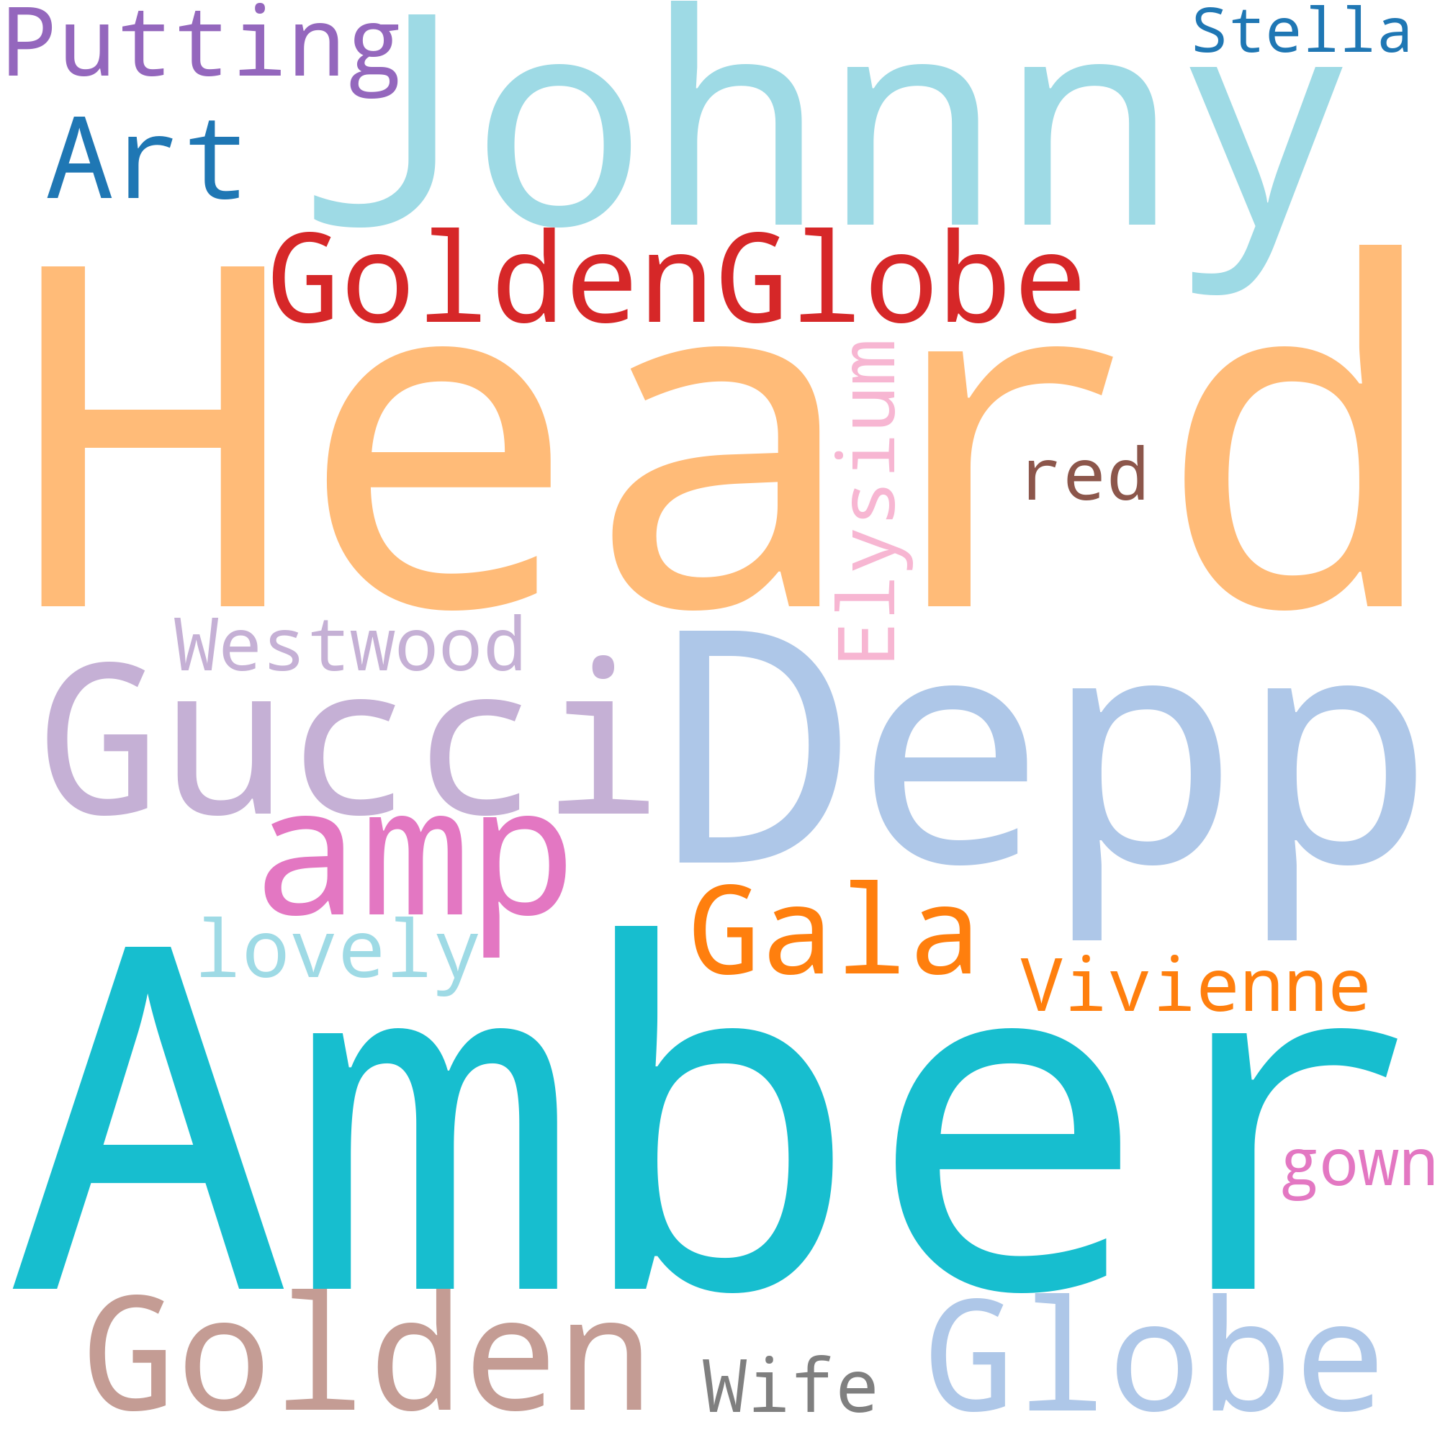 Putting
Johnny
Stella
Art
GoldenGlobe
Heard
Elysium
red
Westwood
Gucci
Depp
amp
Gala
lovely
Vivienne
Amber
gown
Golden
Wife
Globe